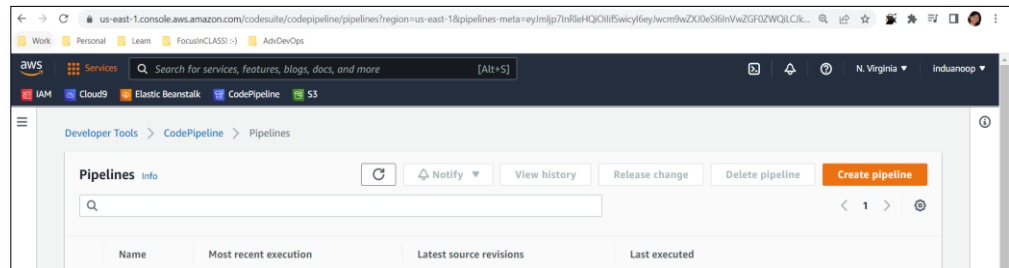 us-east-1.console.aws.amazon.com/codesuite/codepipeline/pipelines?region=us-east-1&pipelines-meta=eyJmIjp7InRleHQiOiIifSwicyI6eyJwcm9wZXJ0eSI6InVwZGF0ZWQiLC/k...
Work Personal Learn FocusInCLASS! :-) AdvDevOps
aws Services Search for services, features, blogs, docs, and more [Alt+S] N. Virginia ▼ induanoop ▼
IAM Cloud9 Elastic Beanstalk CodePipeline S3
Developer Tools > CodePipeline > Pipelines
Pipelines Info Notify ▼ View history Release change Delete pipeline Create pipeline
< 1 >
Name Most recent execution Latest source revisions Last executed